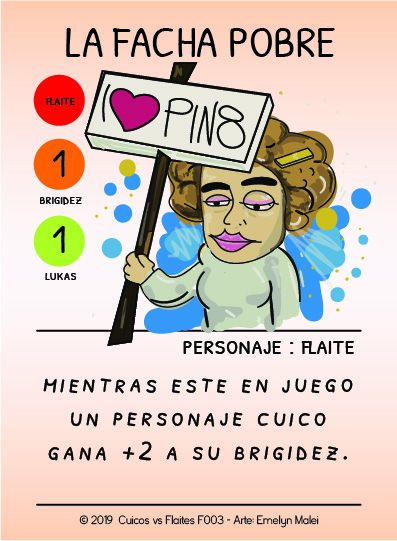 LA FACHA POBRE
FLAITE
I ❤ PIN8
1
BRIGIDEZ
1
LUKAS
PERSONAJE : FLAITE
MIENTRAS ESTE EN JUEGO
UN PERSONAJE CUICO
GANA +2 A SU BRIGIDEZ.
© 2019 Cuicos vs Flaites F003 - Arte: Emelyn Malei